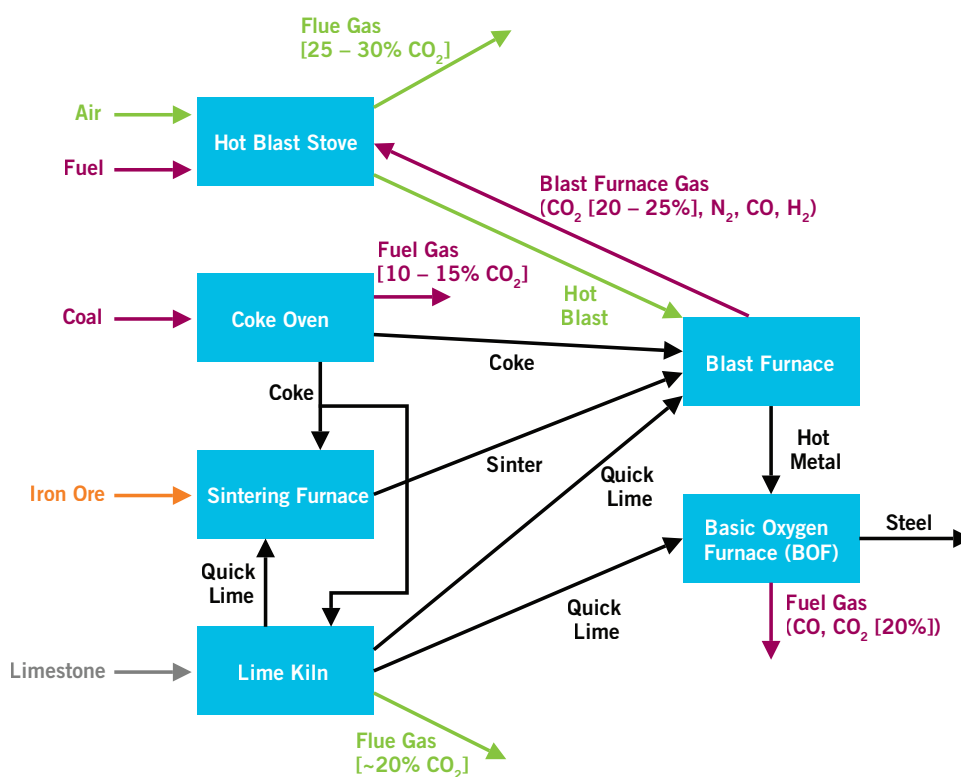 Flue Gas
[25 – 30% CO₂]
Air
Hot Blast Stove
Fuel
Blast Furnace Gas
(CO₂ [20 – 25%], N₂, CO, H₂)
Fuel Gas
[10 – 15% CO₂]
Hot
Blast
Coal
Coke Oven
Coke
Blast Furnace
Coke
Hot
Metal
Sinter
Quick
Lime
Iron Ore
Sintering Furnace
Basic Oxygen
Furnace (BOF)
Steel
Quick
Lime
Quick
Lime
Fuel Gas
(CO, CO₂ [20%])
Limestone
Lime Kiln
Flue Gas
[~20% CO₂]